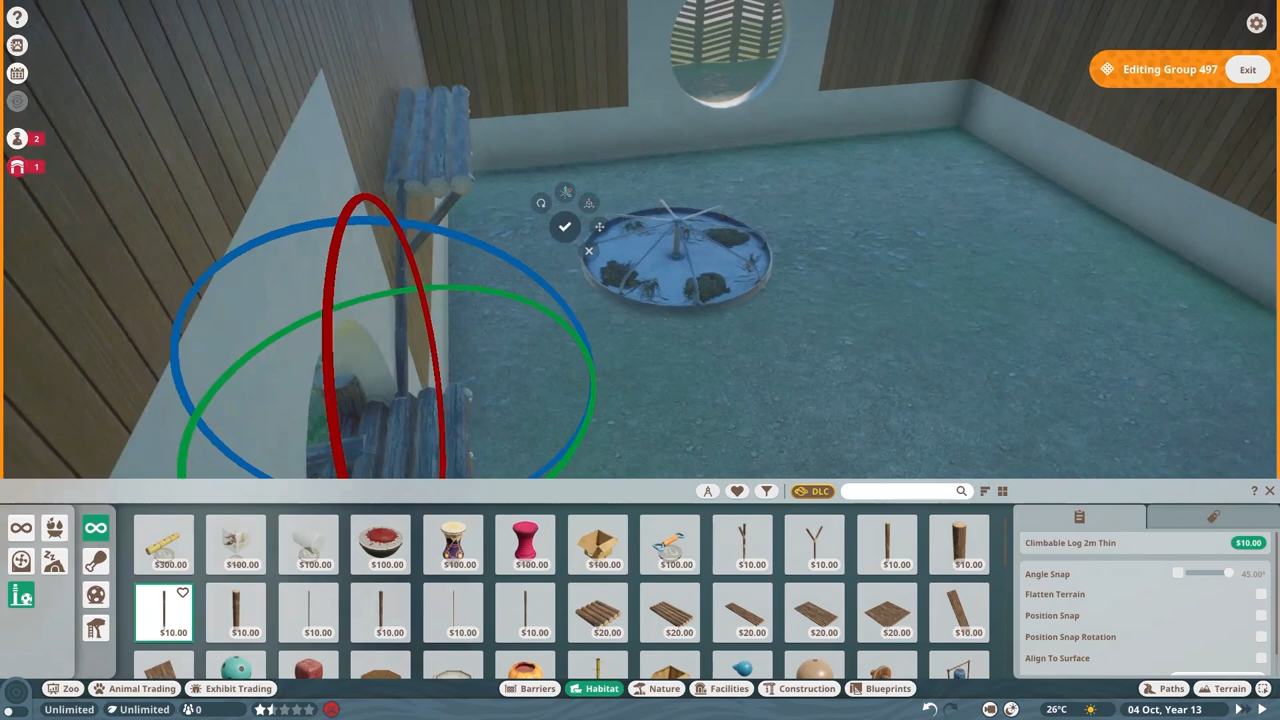 Editing Group 497 Exit
2
1
DLC
? ×
$300.00 $100.00 $100.00 $100.00 $100.00 $100.00 $100.00 $100.00 $10.00 $10.00 $10.00 $10.00
$10.00 $10.00 $10.00 $10.00 $10.00 $10.00 $20.00 $20.00 $20.00 $20.00 $20.00 $10.00
Climbable Log 2m Thin $10.00
Angle Snap 45.00°
Flatten Terrain
Position Snap
Position Snap Rotation
Align To Surface
Zoo Animal Trading Exhibit Trading Barriers Habitat Nature Facilities Construction Blueprints Paths Terrain
Unlimited Unlimited 0 26°C 04 Oct, Year 13